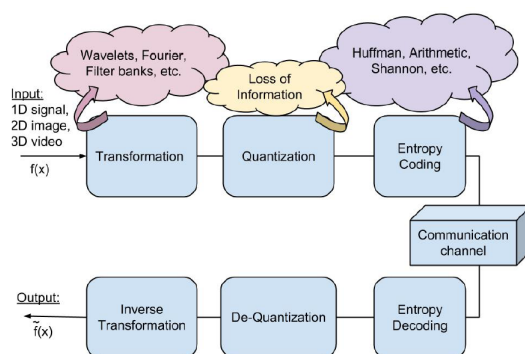 Wavelets, Fourier,
Filter banks, etc.
Loss of
Information
Huffman, Arithmetic,
Shannon, etc.
Input:
1D signal,
2D image,
3D video
f(x)
Transformation
Quantization
Entropy
Coding
Communication
channel
Output:
f̃(x)
Inverse
Transformation
De-Quantization
Entropy
Decoding